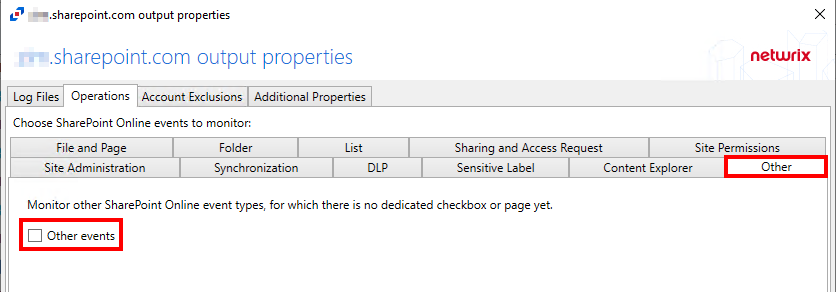 .sharepoint.com output properties
.sharepoint.com output properties
netwrix
Log Files Operations Account Exclusions Additional Properties
Choose SharePoint Online events to monitor:
File and Page Folder List Sharing and Access Request Site Permissions
Site Administration Synchronization DLP Sensitive Label Content Explorer Other
Monitor other SharePoint Online event types, for which there is no dedicated checkbox or page yet.
Other events